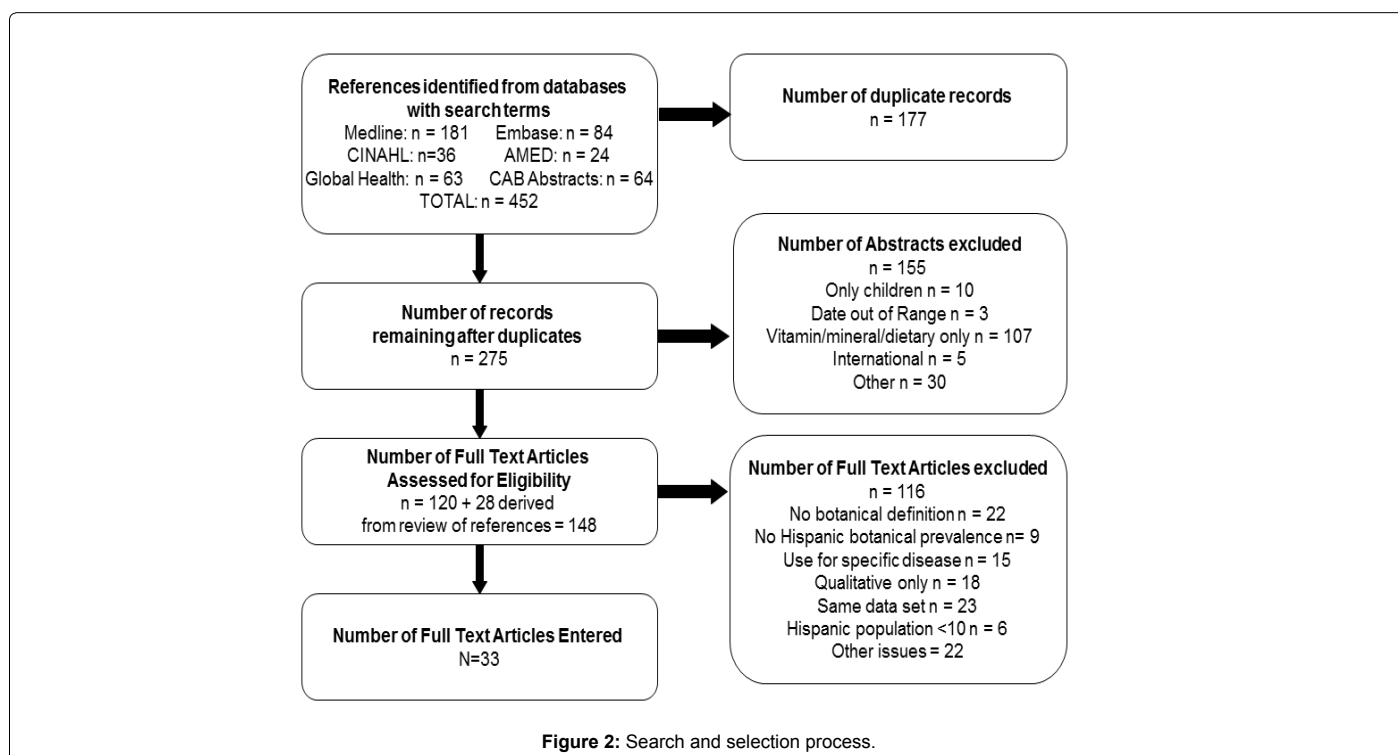 References identified from databases
with search terms
Medline: n = 181 Embase: n = 84
CINAHL: n=36 AMED: n = 24
Global Health: n = 63 CAB Abstracts: n = 64
TOTAL: n = 452
Number of duplicate records
n = 177
Number of records
remaining after duplicates
n = 275
Number of Abstracts excluded
n = 155
Only children n = 10
Date out of Range n = 3
Vitamin/mineral/dietary only n = 107
International n = 5
Other n = 30
Number of Full Text Articles
Assessed for Eligibility
n = 120 + 28 derived
from review of references = 148
Number of Full Text Articles excluded
n = 116
No botanical definition n = 22
No Hispanic botanical prevalence n= 9
Use for specific disease n = 15
Qualitative only n = 18
Same data set n = 23
Hispanic population <10 n = 6
Other issues = 22
Number of Full Text Articles Entered
N=33
Figure 2: Search and selection process.